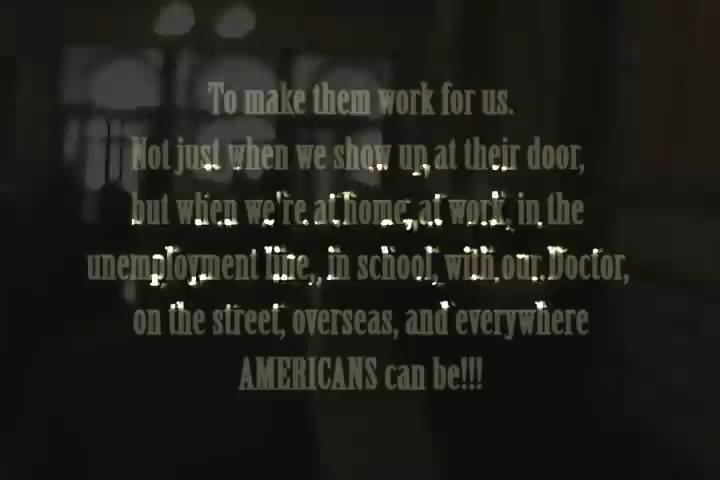 To make them work for us.
Not just when we show up at their door,
but when we're at home, at work, in the
unemployment line,, in school, with our Doctor,
on the street, overseas, and everywhere
AMERICANS can be!!!